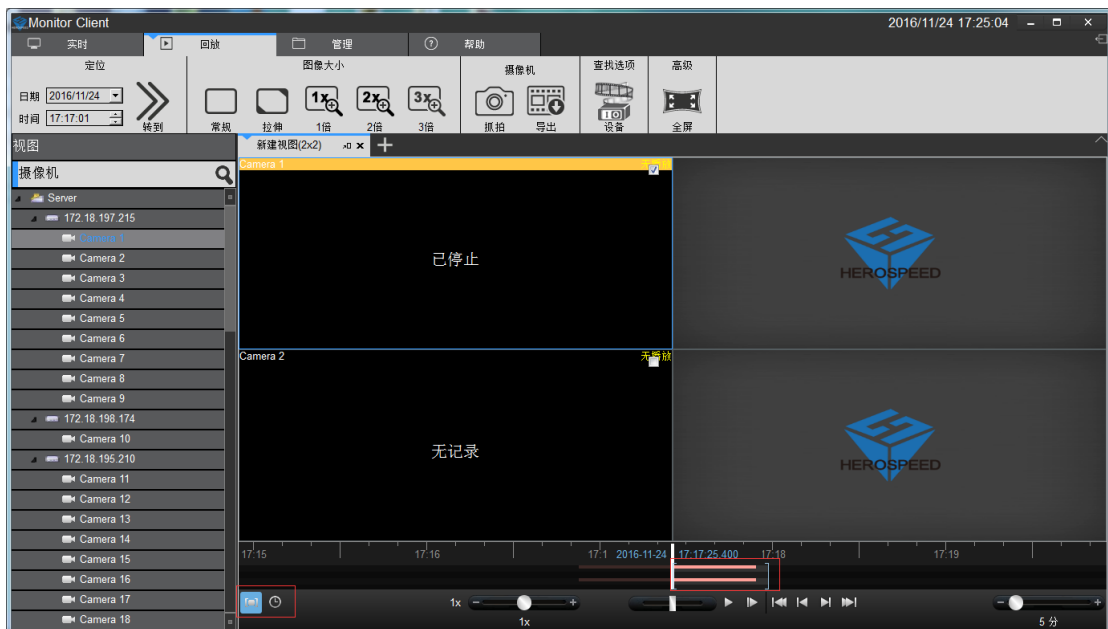 Monitor Client 2016/11/24 17:25:04
实时 回放 管理 帮助
定位 图像大小 摄像机 查找选项 高级
日期 2016/11/24
时间 17:17:01
转到 常规 拉伸 1倍 2倍 3倍 抓拍 导出 设备 全屏
1x 2x 3x
视图 新建视图(2x2)
摄像机
Server
172.18.197.215
Camera 1
Camera 2
Camera 3
Camera 4
Camera 5
Camera 6
Camera 7
Camera 8
Camera 9
172.18.198.174
Camera 10
172.18.195.210
Camera 11
Camera 12
Camera 13
Camera 14
Camera 15
Camera 16
Camera 17
Camera 18
Camera 1
已停止
HEROSPEED
Camera 2
无记录
HEROSPEED
17:15 17:16 17:1 2016-11-24 17:17:25.400 17:18 17:19
1x
1x 5 分